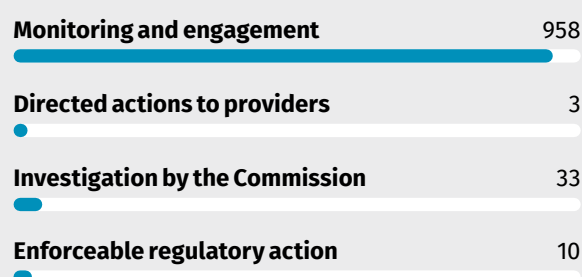 Monitoring and engagement 958
Directed actions to providers 3
Investigation by the Commission 33
Enforceable regulatory action 10